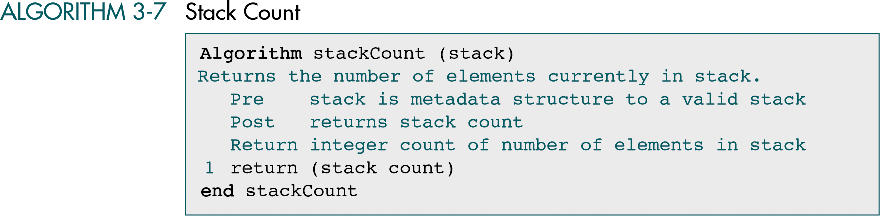 ALGORITHM 3-7 Stack Count
Algorithm stackCount (stack)
Returns the number of elements currently in stack.
Pre stack is metadata structure to a valid stack
Post returns stack count
Return integer count of number of elements in stack
1 return (stack count)
end stackCount